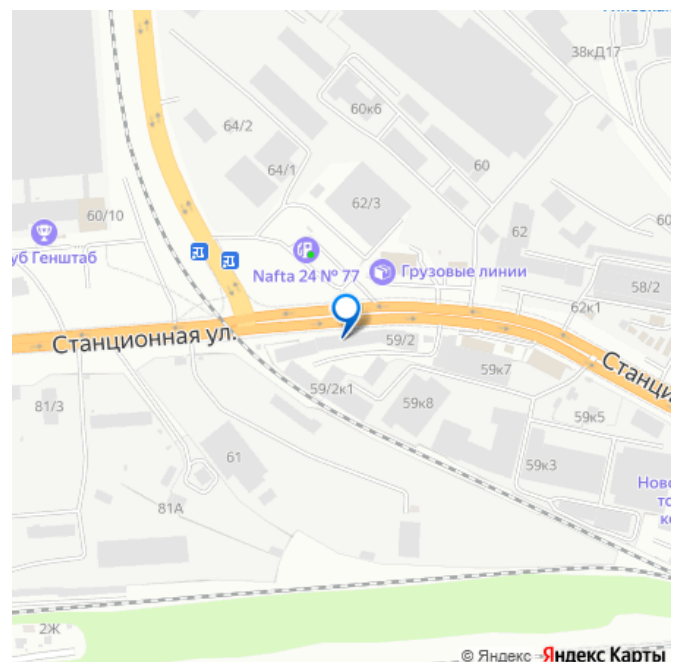 38кД17
60к6
64/2
64/1
60
62/3
60/10
62
уб Генштаб
Nafta 24 № 77
Грузовые линии
58/2
62к1
Станционная ул.
59/2
59к7
Станци
81/3
59/2к1
59к8
59к5
61
59к3
81А
Ново
то
к
2Ж
© Яндекс
Яндекс Карты